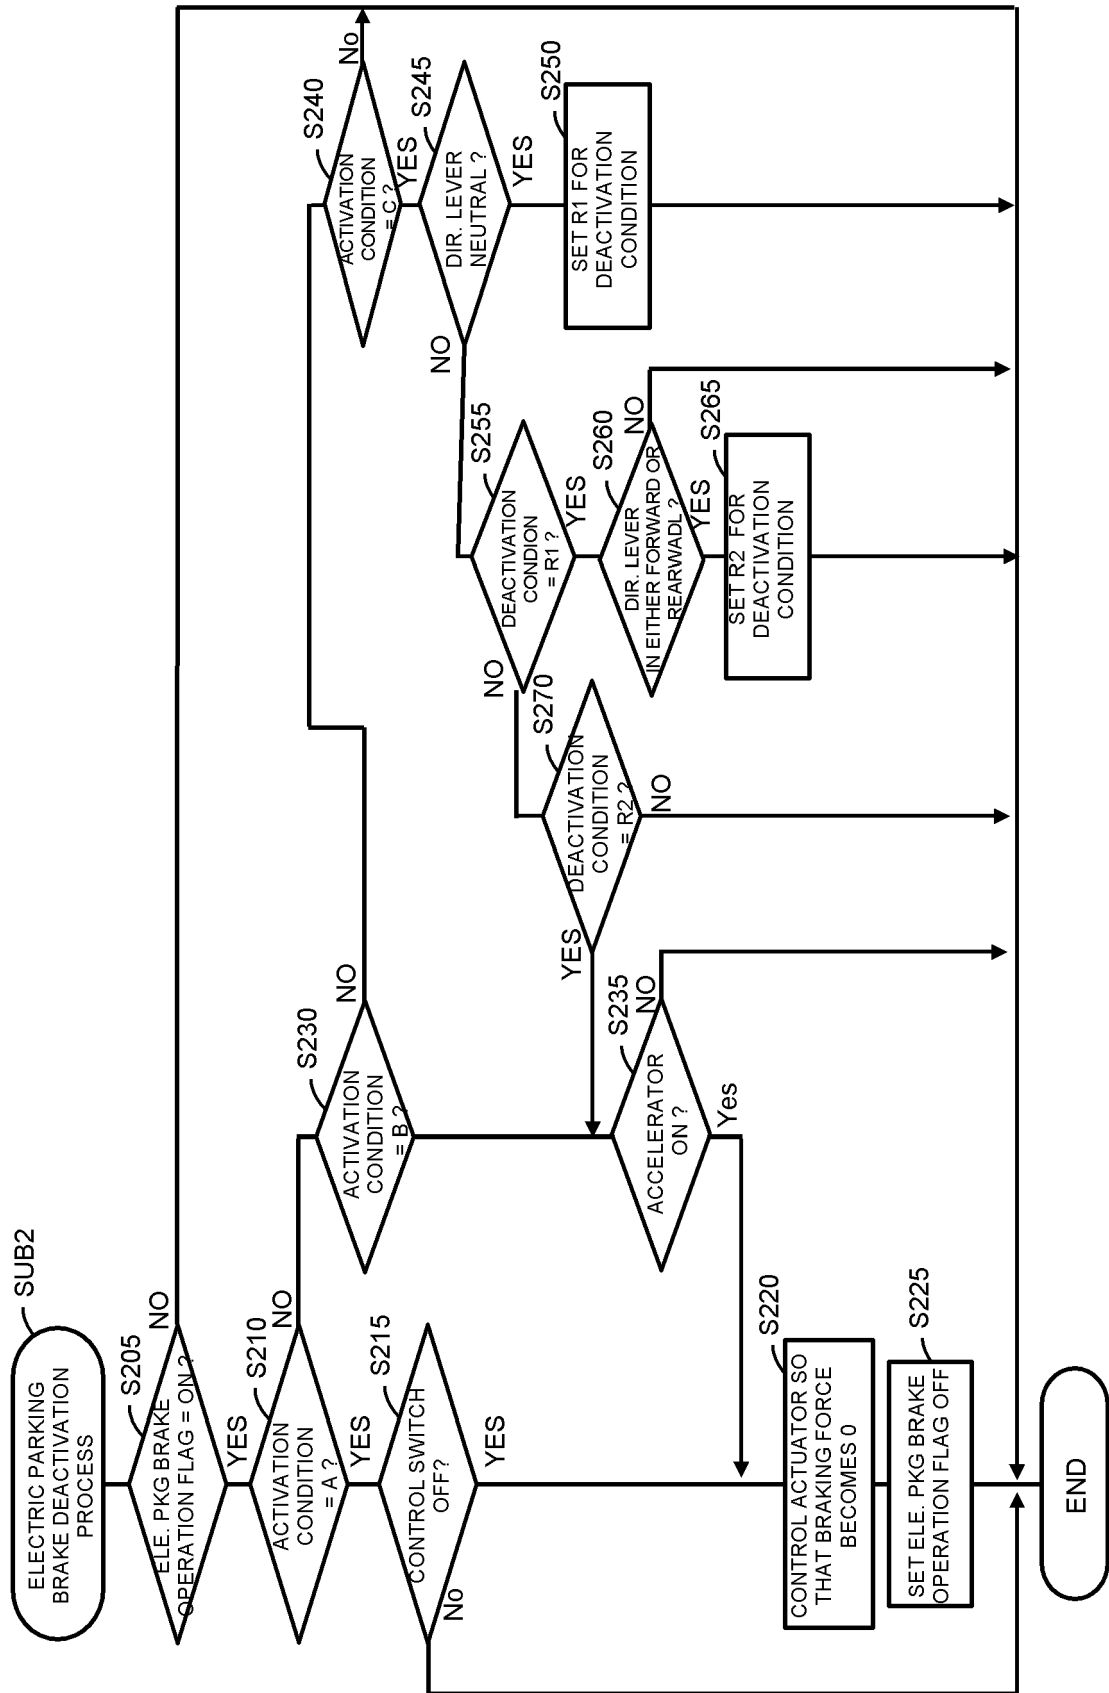 ELECTRIC PARKING
BRAKE DEACTIVATION
PROCESS
SUB2
S205
ELE. PKG BRAKE
OPERATION FLAG = ON ?
NO
YES
S210
ACTIVATION
CONDITION
= A ?
NO
YES
S215
CONTROL SWITCH
OFF?
No
YES
S220
CONTROL ACTUATOR SO
THAT BRAKING FORCE
BECOMES 0
S225
SET ELE. PKG BRAKE
OPERATION FLAG OFF
END
S230
ACTIVATION
CONDITION
= B ?
NO
S235
ACCELERATOR
ON ?
NO
Yes
S240
ACTIVATION
CONDITION
= C ?
No
YES
S245
DIR. LEVER
NEUTRAL ?
NO
YES
S250
SET R1 FOR
DEACTIVATION
CONDITION
S255
DEACTIVATION
CONDION
= R1 ?
NO
YES
S260
DIR. LEVER
IN EITHER FORWARD OR
REARWADL ?
NO
YES
S265
SET R2 FOR
DEACTIVATION
CONDITION
S270
DEACTIVATION
CONDITION
= R2 ?
YES
NO